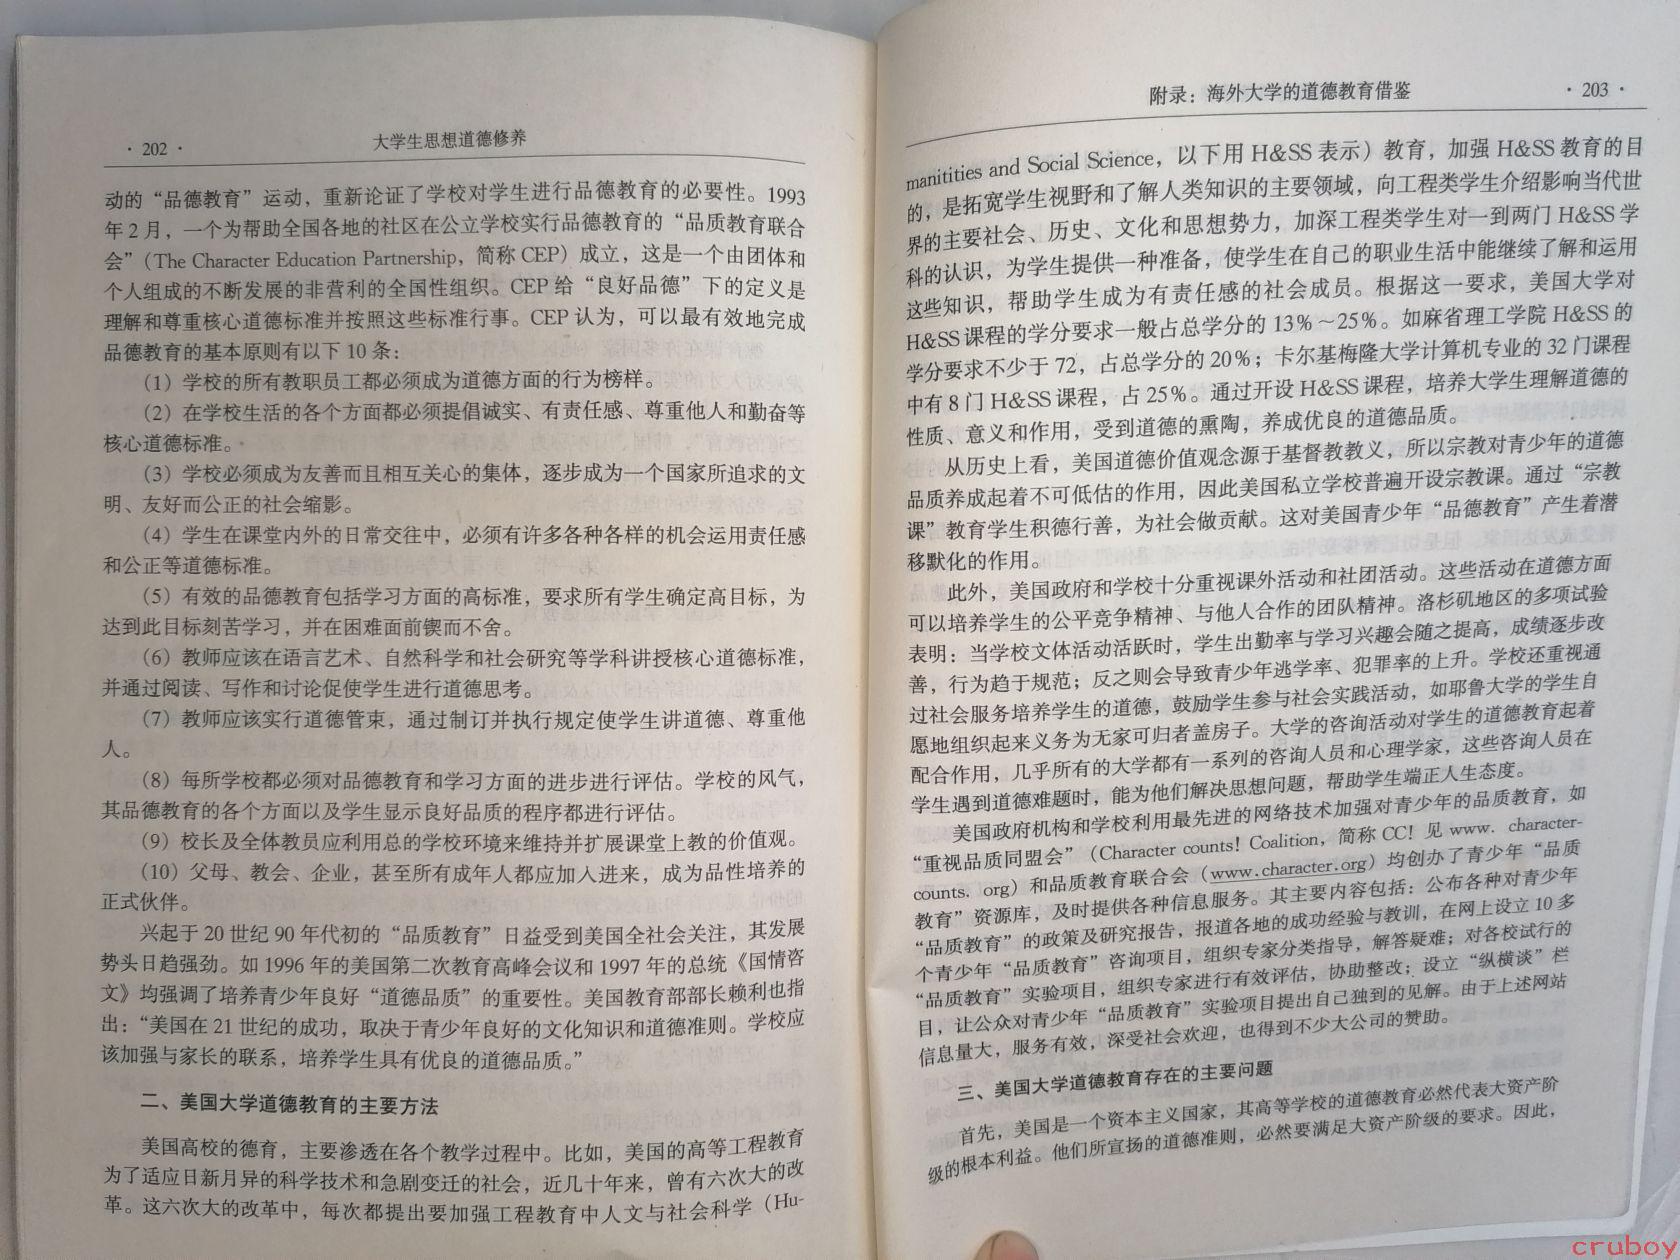 · 202 ·
大学生思想道德修养
动的“品德教育”运动，重新论证了学校对学生进行品德教育的必要性。1993
年 2 月，一个为帮助全国各地的社区在公立学校实行品德教育的“品质教育联合
会”（The Character Education Partnership，简称 CEP）成立，这是一个由团体和
个人组成的不断发展的非营利的全国性组织。CEP 给“良好品德”下的定义是
理解和尊重核心道德标准并按照这些标准行事。CEP 认为，可以最有效地完成
品德教育的基本原则有以下 10 条：
（1）学校的所有教职员工都必须成为道德方面的行为榜样。
（2）在学校生活的各个方面都必须提倡诚实、有责任感、尊重他人和勤奋等
核心道德标准。
（3）学校必须成为友善而且相互关心的集体，逐步成为一个国家所追求的文
明、友好而公正的社会缩影。
（4）学生在课堂内外的日常交往中，必须有许多各种各样的机会运用责任感
和公正等道德标准。
（5）有效的品德教育包括学习方面的高标准，要求所有学生确定高目标，为
达到此目标刻苦学习，并在困难面前锲而不舍。
（6）教师应该在语言艺术、自然科学和社会研究等学科讲授核心道德标准，
并通过阅读、写作和讨论促使学生进行道德思考。
（7）教师应该实行道德管束，通过制订并执行规定使学生讲道德、尊重他
人。
（8）每所学校都必须对品德教育和学习方面的进步进行评估。学校的风气，
其品德教育的各个方面以及学生显示良好品质的程序都进行评估。
（9）校长及全体教员应利用总的学校环境来维持并扩展课堂上教的价值观。
（10）父母、教会、企业，甚至所有成年人都应加入进来，成为品性培养的
正式伙伴。
兴起于 20 世纪 90 年代初的“品质教育”日益受到美国全社会关注，其发展
势头日趋强劲。如 1996 年的美国第二次教育高峰会议和 1997 年的总统《国情咨
文》均强调了培养青少年良好“道德品质”的重要性。美国教育部部长赖利也指
出：“美国在 21 世纪的成功，取决于青少年良好的文化知识和道德准则。学校应
该加强与家长的联系，培养学生具有优良的道德品质。”
二、美国大学道德教育的主要方法
美国高校的德育，主要渗透在各个教学过程中。比如，美国的高等工程教育
为了适应日新月异的科学技术和急剧变迁的社会，近几十年来，曾有六次大的改
革。这六次大的改革中，每次都提出要加强工程教育中人文与社会科学（Hu-
附录：海外大学的道德教育借鉴
· 203 ·
manitities and Social Science，以下用 H&SS 表示）教育，加强 H&SS 教育的目
的，是拓宽学生视野和了解人类知识的主要领域，向工程类学生介绍影响当代世
界的主要社会、历史、文化和思想势力，加深工程类学生对一到两门 H&SS 学
科的认识，为学生提供一种准备，使学生在自己的职业生活中能继续了解和运用
这些知识，帮助学生成为有责任感的社会成员。根据这一要求，美国大学对
H&SS 课程的学分要求一般占总学分的 13%～25%。如麻省理工学院 H&SS 的
学分要求不少于 72，占总学分的 20%；卡尔基梅隆大学计算机专业的 32 门课程
中有 8 门 H&SS 课程，占 25%。通过开设 H&SS 课程，培养大学生理解道德的
性质、意义和作用，受到道德的熏陶，养成优良的道德品质。
从历史上看，美国道德价值观念源于基督教教义，所以宗教对青少年的道德
品质养成起着不可低估的作用，因此美国私立学校普遍开设宗教课。通过“宗教
课”教育学生积德行善，为社会做贡献。这对美国青少年“品德教育”产生着潜
移默化的作用。
此外，美国政府和学校十分重视课外活动和社团活动。这些活动在道德方面
可以培养学生的公平竞争精神、与他人合作的团队精神。洛杉矶地区的多项试验
表明：当学校文体活动活跃时，学生出勤率与学习兴趣会随之提高，成绩逐步改
善，行为趋于规范；反之则会导致青少年逃学率、犯罪率的上升。学校还重视通
过社会服务培养学生的道德，鼓励学生参与社会实践活动，如耶鲁大学的学生自
愿地组织起来义务为无家可归者盖房子。大学的咨询活动对学生的道德教育起着
配合作用，几乎所有的大学都有一系列的咨询人员和心理学家，这些咨询人员在
学生遇到道德难题时，能为他们解决思想问题，帮助学生端正人生态度。
美国政府机构和学校利用最先进的网络技术加强对青少年的品质教育，如
“重视品质同盟会”（Character counts！Coalition，简称 CC！见 www. character-
counts. org）和品质教育联合会（www.character.org）均创办了青少年“品质
教育”资源库，及时提供各种信息服务。其主要内容包括：公布各种对青少年
“品质教育”的政策及研究报告，报道各地的成功经验与教训，在网上设立 10 多
个青少年“品质教育”咨询项目，组织专家分类指导，解答疑难；对各校试行的
“品质教育”实验项目，组织专家进行有效评估，协助整改；设立“纵横谈”栏
目，让公众对青少年“品质教育”实验项目提出自己独到的见解。由于上述网站
信息量大，服务有效，深受社会欢迎，也得到不少大公司的赞助。
三、美国大学道德教育存在的主要问题
首先，美国是一个资本主义国家，其高等学校的道德教育必然代表大资产阶
级的根本利益。他们所宣扬的道德准则，必然要满足大资产阶级的要求。因此，
cruboy